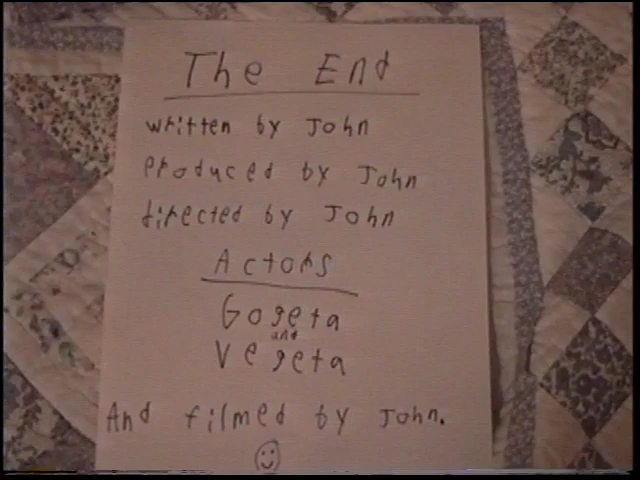 The End
written by John
produced by John
directed by John
Actors
Gogeta
and
Vegeta
And filmed by John.